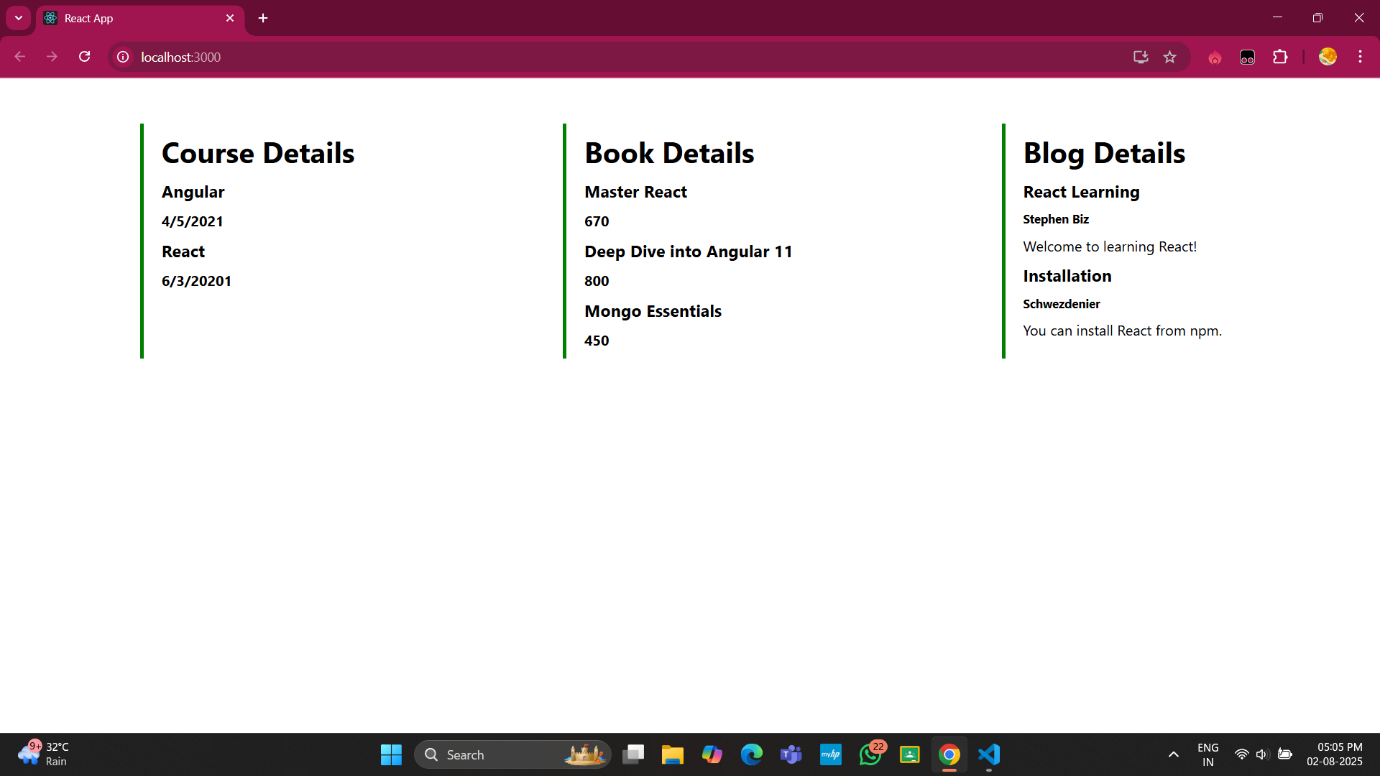 React App
localhost:3000
Course Details
Angular
4/5/2021
React
6/3/20201
Book Details
Master React
670
Deep Dive into Angular 11
800
Mongo Essentials
450
Blog Details
React Learning
Stephen Biz
Welcome to learning React!
Installation
Schwezdenier
You can install React from npm.
9+
32°C
Rain
Search
myhp
22
ENG
IN
05:05 PM
02-08-2025